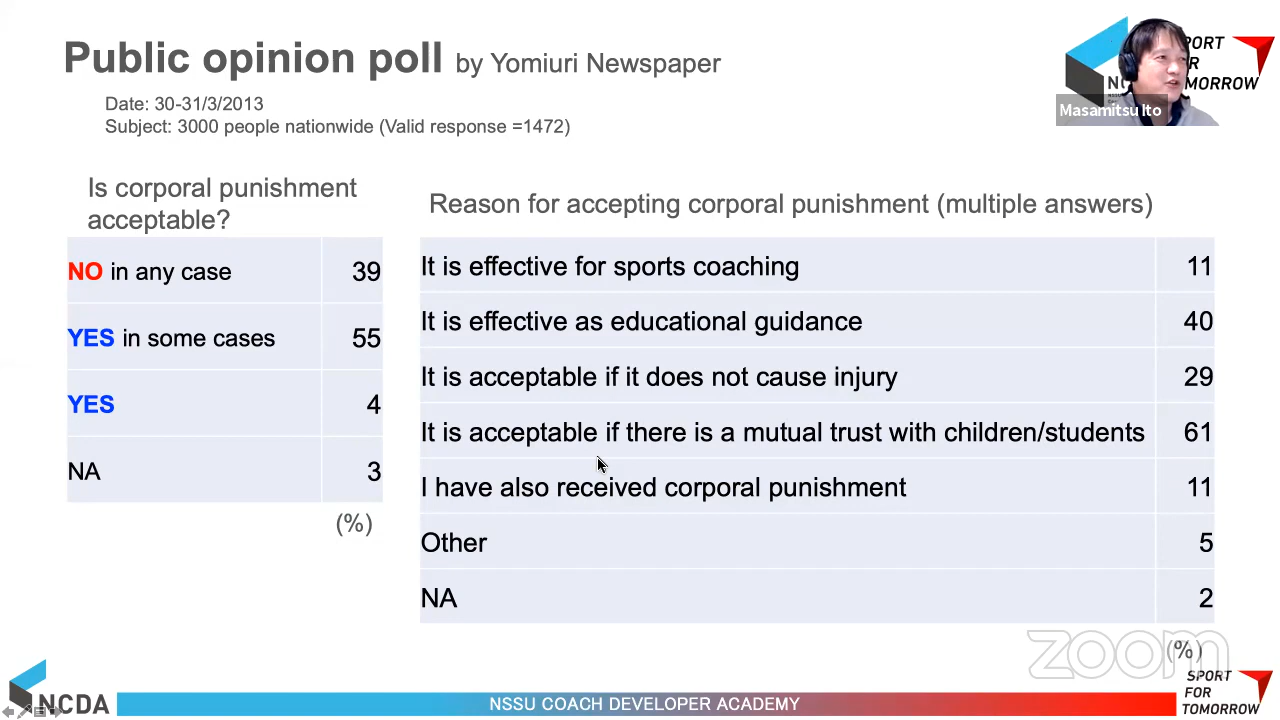 Public opinion poll by Yomiuri Newspaper
Date: 30-31/3/2013
Subject: 3000 people nationwide (Valid response =1472)
Masamitsu Ito
MORROW
Is corporal punishment
acceptable?
NO in any case 39
YES in some cases 55
YES 4
NA 3
(%)
Reason for accepting corporal punishment (multiple answers)
It is effective for sports coaching 11
It is effective as educational guidance 40
It is acceptable if it does not cause injury 29
It is acceptable if there is a mutual trust with children/students 61
I have also received corporal punishment 11
Other 5
NA 2
(%)
zoom
NCDA
NSSU COACH DEVELOPER ACADEMY
SPORT
FOR
TOMORROW